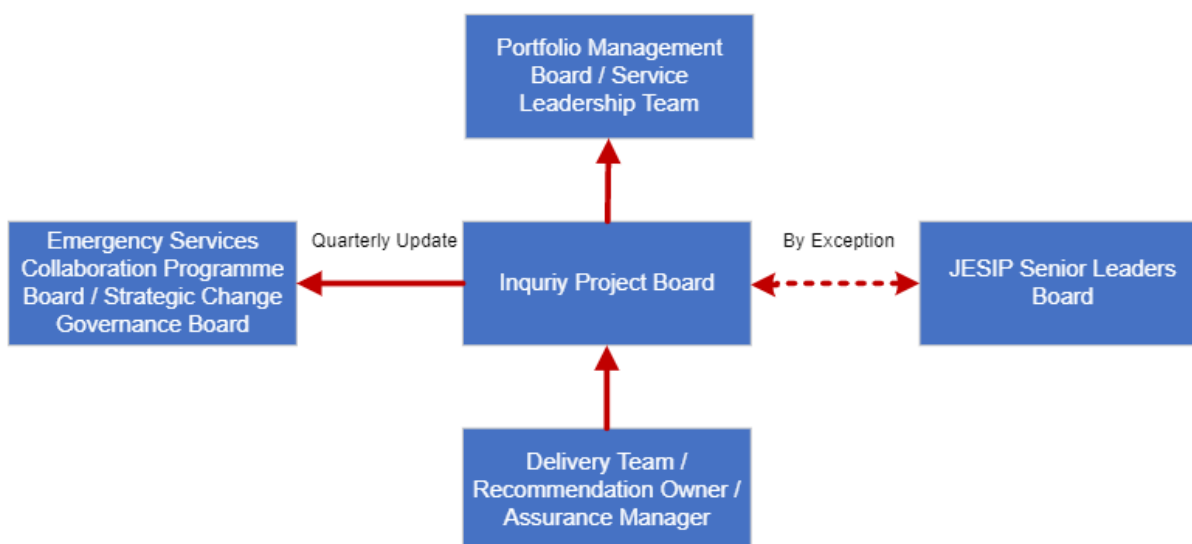 Portfolio Management
Board / Service
Leadership Team
Emergency Services
Collaboration Programme
Board / Strategic Change
Governance Board
Quarterly Update
Inquriy Project Board
By Exception
JESIP Senior Leaders
Board
Delivery Team /
Recommendation Owner /
Assurance Manager